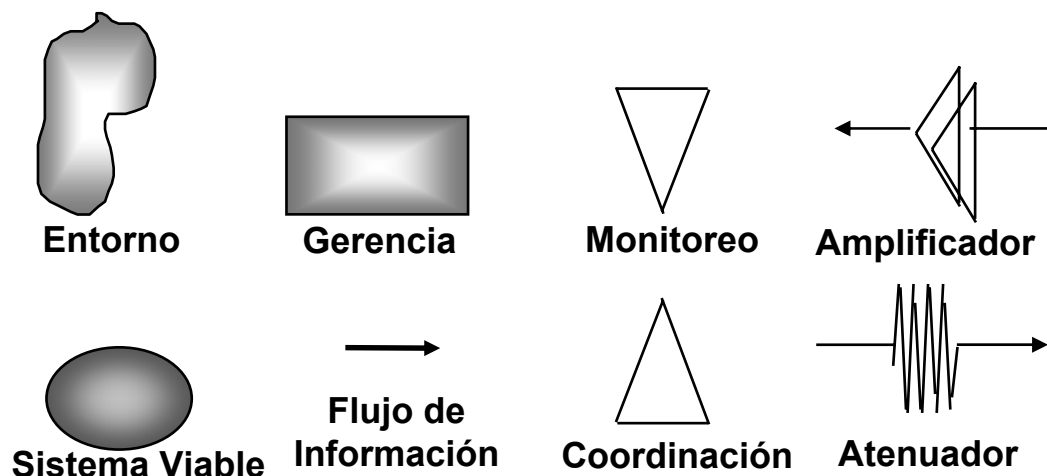 Entorno
Gerencia
Monitoreo
Amplificador
Sistema Viable
Flujo de
Información
Coordinación
Atenuador